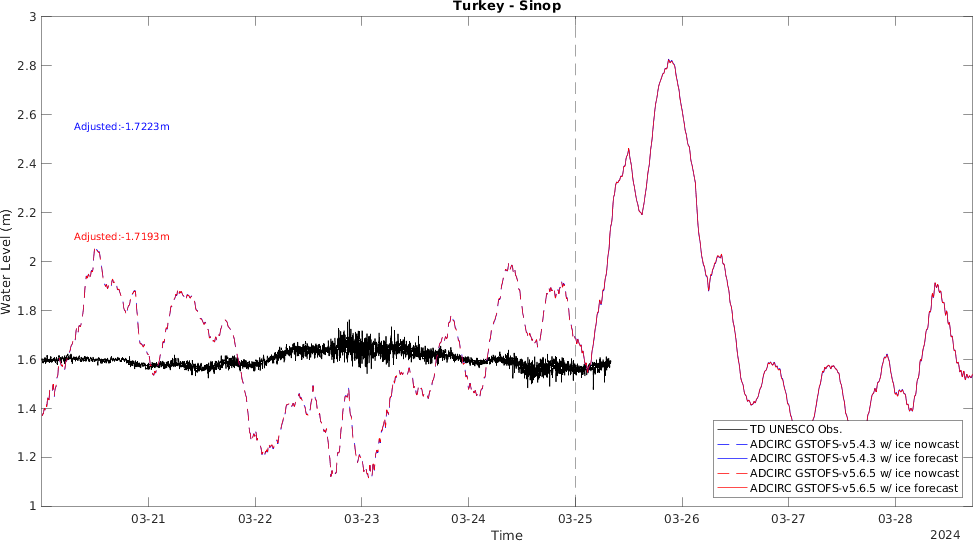 Turkey - Sinop
3
2.8
2.6
2.4
2.2
2
1.8
1.6
1.4
1.2
1
Water Level (m)
Adjusted:-1.7223m
Adjusted:-1.7193m
TD UNESCO Obs.
ADCIRC GSTOFS-v5.4.3 w/ ice nowcast
ADCIRC GSTOFS-v5.4.3 w/ ice forecast
ADCIRC GSTOFS-v5.6.5 w/ ice nowcast
ADCIRC GSTOFS-v5.6.5 w/ ice forecast
03-21 03-22 03-23 03-24 03-25 03-26 03-27 03-28
Time
2024